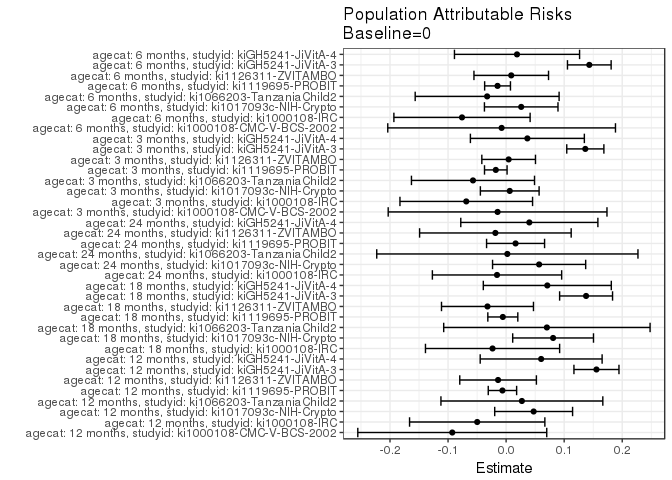 Population Attributable Risks
Baseline=0
agecat: 6 months, studyid: kiGH5241-JiVitA-4
agecat: 6 months, studyid: kiGH5241-JiVitA-3
agecat: 6 months, studyid: ki1126311-ZVITAMBO
agecat: 6 months, studyid: ki1119695-PROBIT
agecat: 6 months, studyid: ki1066203-TanzaniaChild2
agecat: 6 months, studyid: ki1017093c-NIH-Crypto
agecat: 6 months, studyid: ki1000108-IRC
agecat: 6 months, studyid: ki1000108-CMC-V-BCS-2002
agecat: 3 months, studyid: kiGH5241-JiVitA-4
agecat: 3 months, studyid: kiGH5241-JiVitA-3
agecat: 3 months, studyid: ki1126311-ZVITAMBO
agecat: 3 months, studyid: ki1119695-PROBIT
agecat: 3 months, studyid: ki1066203-TanzaniaChild2
agecat: 3 months, studyid: ki1017093c-NIH-Crypto
agecat: 3 months, studyid: ki1000108-IRC
agecat: 3 months, studyid: ki1000108-CMC-V-BCS-2002
agecat: 24 months, studyid: kiGH5241-JiVitA-4
agecat: 24 months, studyid: ki1126311-ZVITAMBO
agecat: 24 months, studyid: ki1119695-PROBIT
agecat: 24 months, studyid: ki1066203-TanzaniaChild2
agecat: 24 months, studyid: ki1017093c-NIH-Crypto
agecat: 24 months, studyid: ki1000108-IRC
agecat: 18 months, studyid: kiGH5241-JiVitA-4
agecat: 18 months, studyid: kiGH5241-JiVitA-3
agecat: 18 months, studyid: ki1126311-ZVITAMBO
agecat: 18 months, studyid: ki1119695-PROBIT
agecat: 18 months, studyid: ki1066203-TanzaniaChild2
agecat: 18 months, studyid: ki1017093c-NIH-Crypto
agecat: 18 months, studyid: ki1000108-IRC
agecat: 12 months, studyid: kiGH5241-JiVitA-4
agecat: 12 months, studyid: kiGH5241-JiVitA-3
agecat: 12 months, studyid: ki1126311-ZVITAMBO
agecat: 12 months, studyid: ki1119695-PROBIT
agecat: 12 months, studyid: ki1066203-TanzaniaChild2
agecat: 12 months, studyid: ki1017093c-NIH-Crypto
agecat: 12 months, studyid: ki1000108-IRC
agecat: 12 months, studyid: ki1000108-CMC-V-BCS-2002
-0.2 -0.1 0.0 0.1 0.2
Estimate